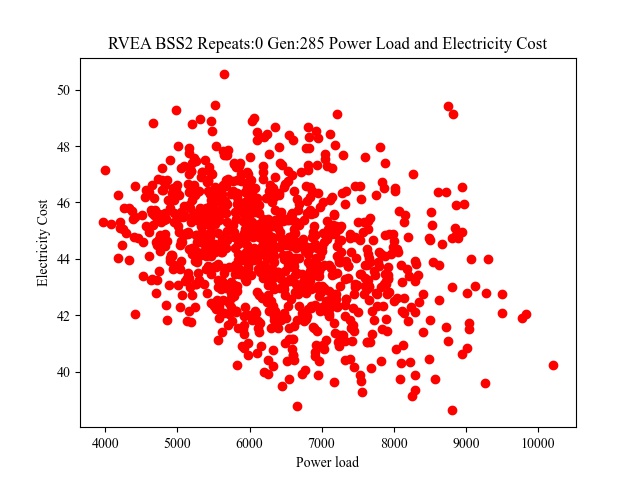 RVEA BSS2 Repeats:0 Gen:285 Power Load and Electricity Cost
50
48
46
44
42
40
Electricity Cost
4000 5000 6000 7000 8000 9000 10000
Power load